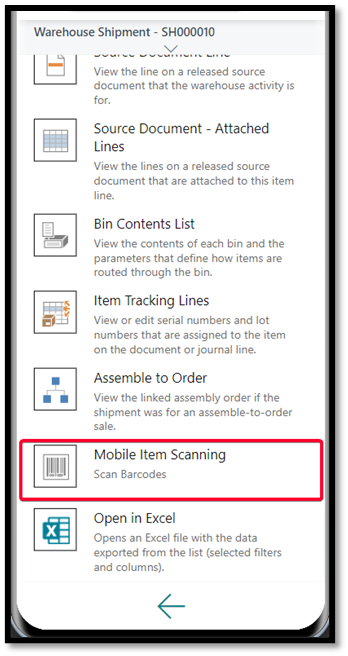 Warehouse Shipment - SH000010
Source Document Line
View the line on a released source
document that the warehouse activity is
for.
Source Document - Attached
Lines
View the lines on a released source
document that are attached to this item
line.
Bin Contents List
View the contents of each bin and the
parameters that define how items are
routed through the bin.
Item Tracking Lines
View or edit serial numbers and lot
numbers that are assigned to the item
on the document or journal line.
Assemble to Order
View the linked assembly order if the
shipment was for an assemble-to-order
sale.
Mobile Item Scanning
Scan Barcodes
Open in Excel
Opens an Excel file with the data
exported from the list (selected filters
and columns).